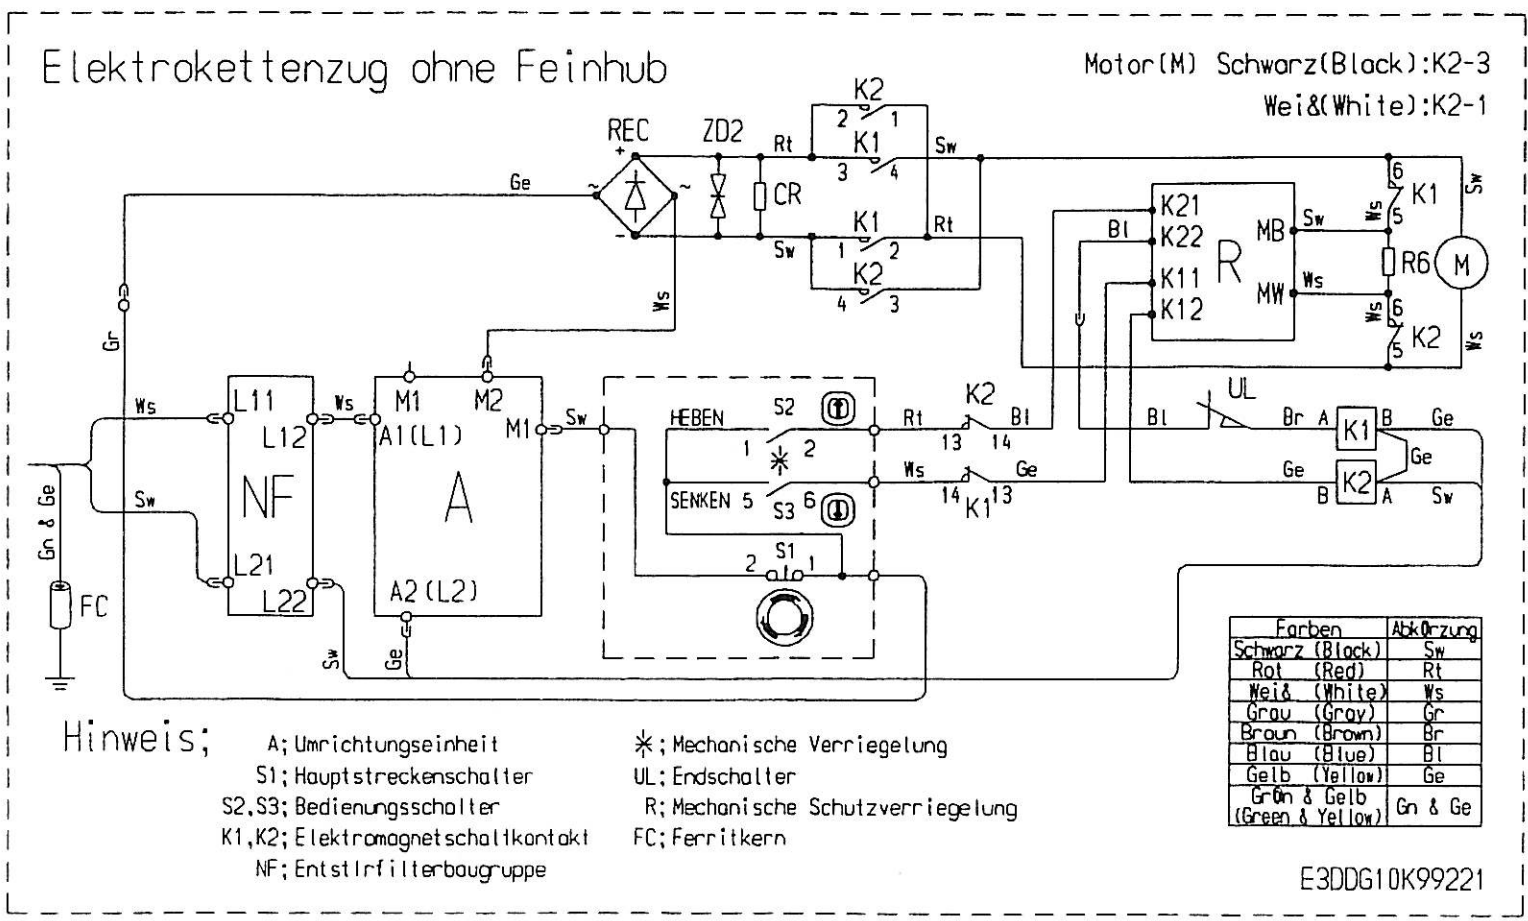 Elektrokettenzug ohne Feinhub
Motor(M) Schwarz(Black):K2-3
Wei&(White):K2-1
REC
ZD2
K2
2 1
+
Rt
K1
Sw
3 4
Ge
~
~
CR
-
Sw
K1
Rt
1 2
K2
4 3
Ws
K21
Bl
K22
K11
K12
R
MB
MW
Sw
Ws
6
K1
Ws
5
R6
M
Sw
Ws
6
K2
5
Ws
Gr
Ws
L11
L12
Ws
NF
Sw
L21
L22
Gn & Ge
FC
M1
M2
A1(L1)
M1
A
A2(L2)
Sw
Ge
Sw
HEBEN
S2
1 2
SENKEN 5 6
S3
S1
2 1
Rt
K2
Bl
13 14
Ws
Ge
14 13
K1
UL
Bl
Br A
K1
B
Ge
Ge
Ge
B
K2
A
Sw
Farben Abk0rzung
Schwarz (Black) Sw
Rot (Red) Rt
Wei& (White) Ws
Grau (Gray) Gr
Braun (Brown) Br
Blau (Blue) Bl
Gelb (Yellow) Ge
Gr0n & Gelb
(Green & Yellow) Gn & Ge
Hinweis;
A; Umrichtungseinheit
S1; Hauptstreckenschalter
S2,S3; Bedienungsschalter
K1,K2; Elektromagnetschaltkontakt
NF; Entst1rfilterbaugruppe
; Mechanische Verriegelung
UL; Endschalter
R; Mechanische Schutzverriegelung
FC; Ferritkern
E3DDG10K99221